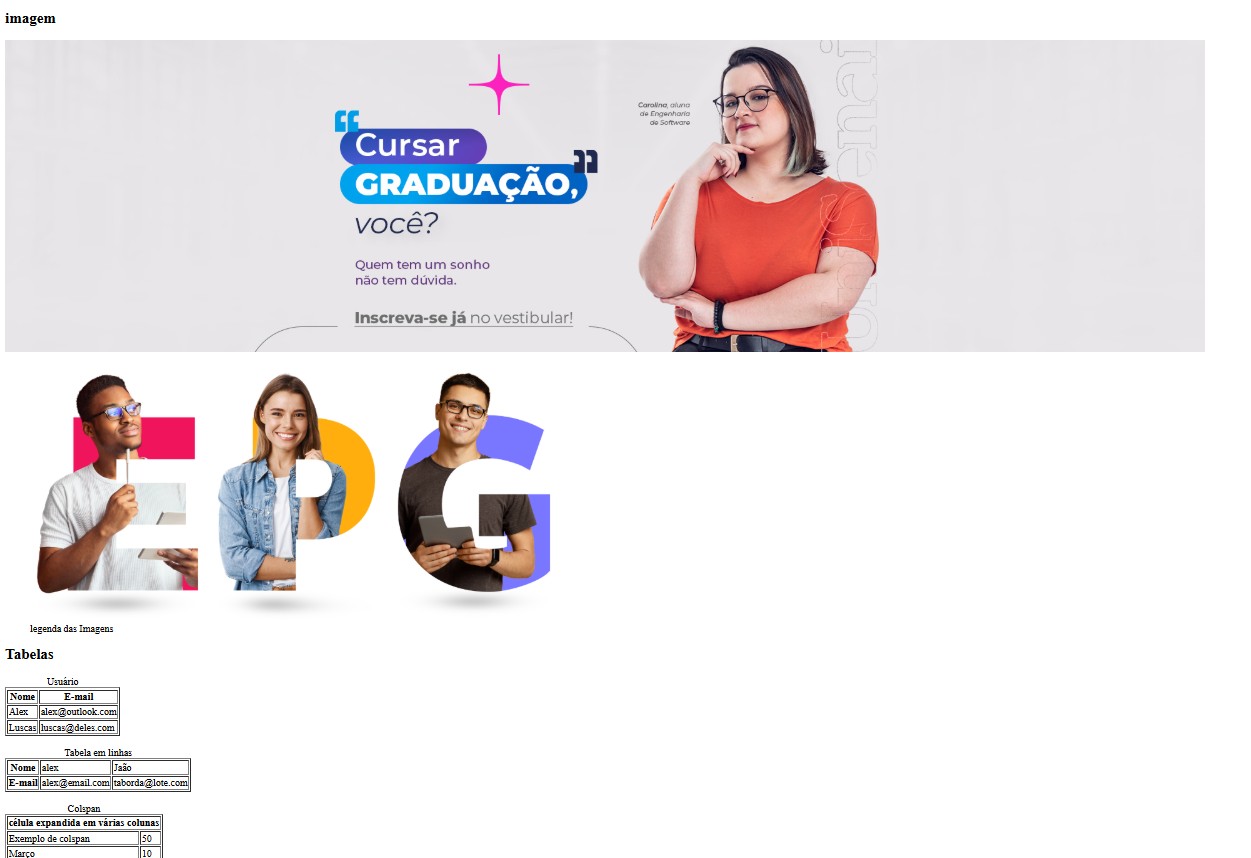 imagem
“
Cursar
GRADUAÇÃO,
”
você?
Quem tem um sonho
não tem dúvida.
Inscreva-se já no vestibular!
Carolina, aluna
de Engenharia
de Software
E P G
legenda das Imagens
Tabelas
Usuário
Nome E-mail
Alex alex@outlook.com
Luscas luscas@deles.com
Tabela em linhas
Nome alex Jaão
E-mail alex@email.com taborda@lote.com
Colspan
célula expandida em várias colunas
Exemplo de colspan 50
Março 10